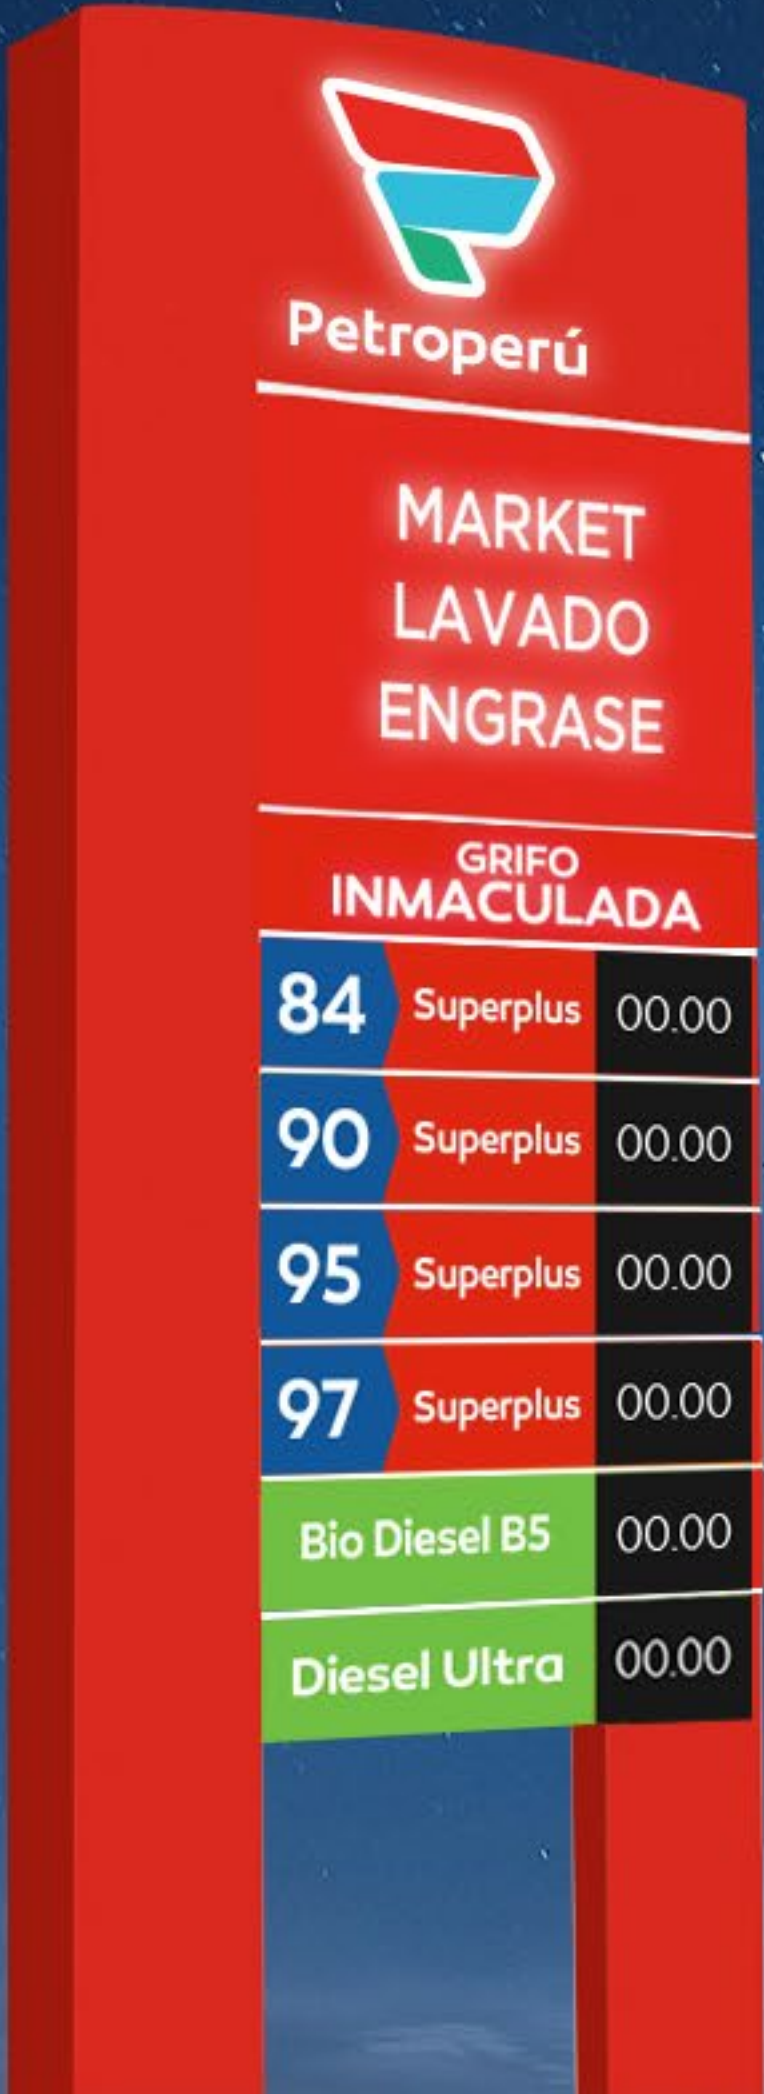 Petroperú
MARKET
LAVADO
ENGRASE
GRIFO
INMACULADA
84 Superplus 00.00
90 Superplus 00.00
95 Superplus 00.00
97 Superplus 00.00
Bio Diesel B5 00.00
Diesel Ultra 00.00